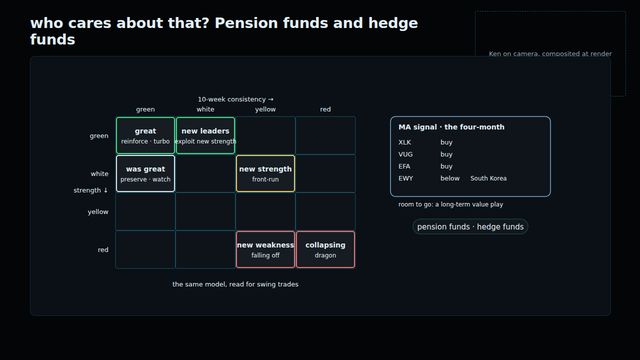 who cares about that? Pension funds and hedge
funds
Ken on camera, composited at render
10-week consistency →
green white yellow red
green
great
reinforce · turbo
new leaders
exploit new strength
white
was great
preserve · watch
new strength
front-run
strength ↓
yellow
red
new weakness
falling off
collapsing
dragon
the same model, read for swing trades
MA signal · the four-month
XLK buy
VUG buy
EFA buy
EWY below South Korea
room to go: a long-term value play
pension funds · hedge funds